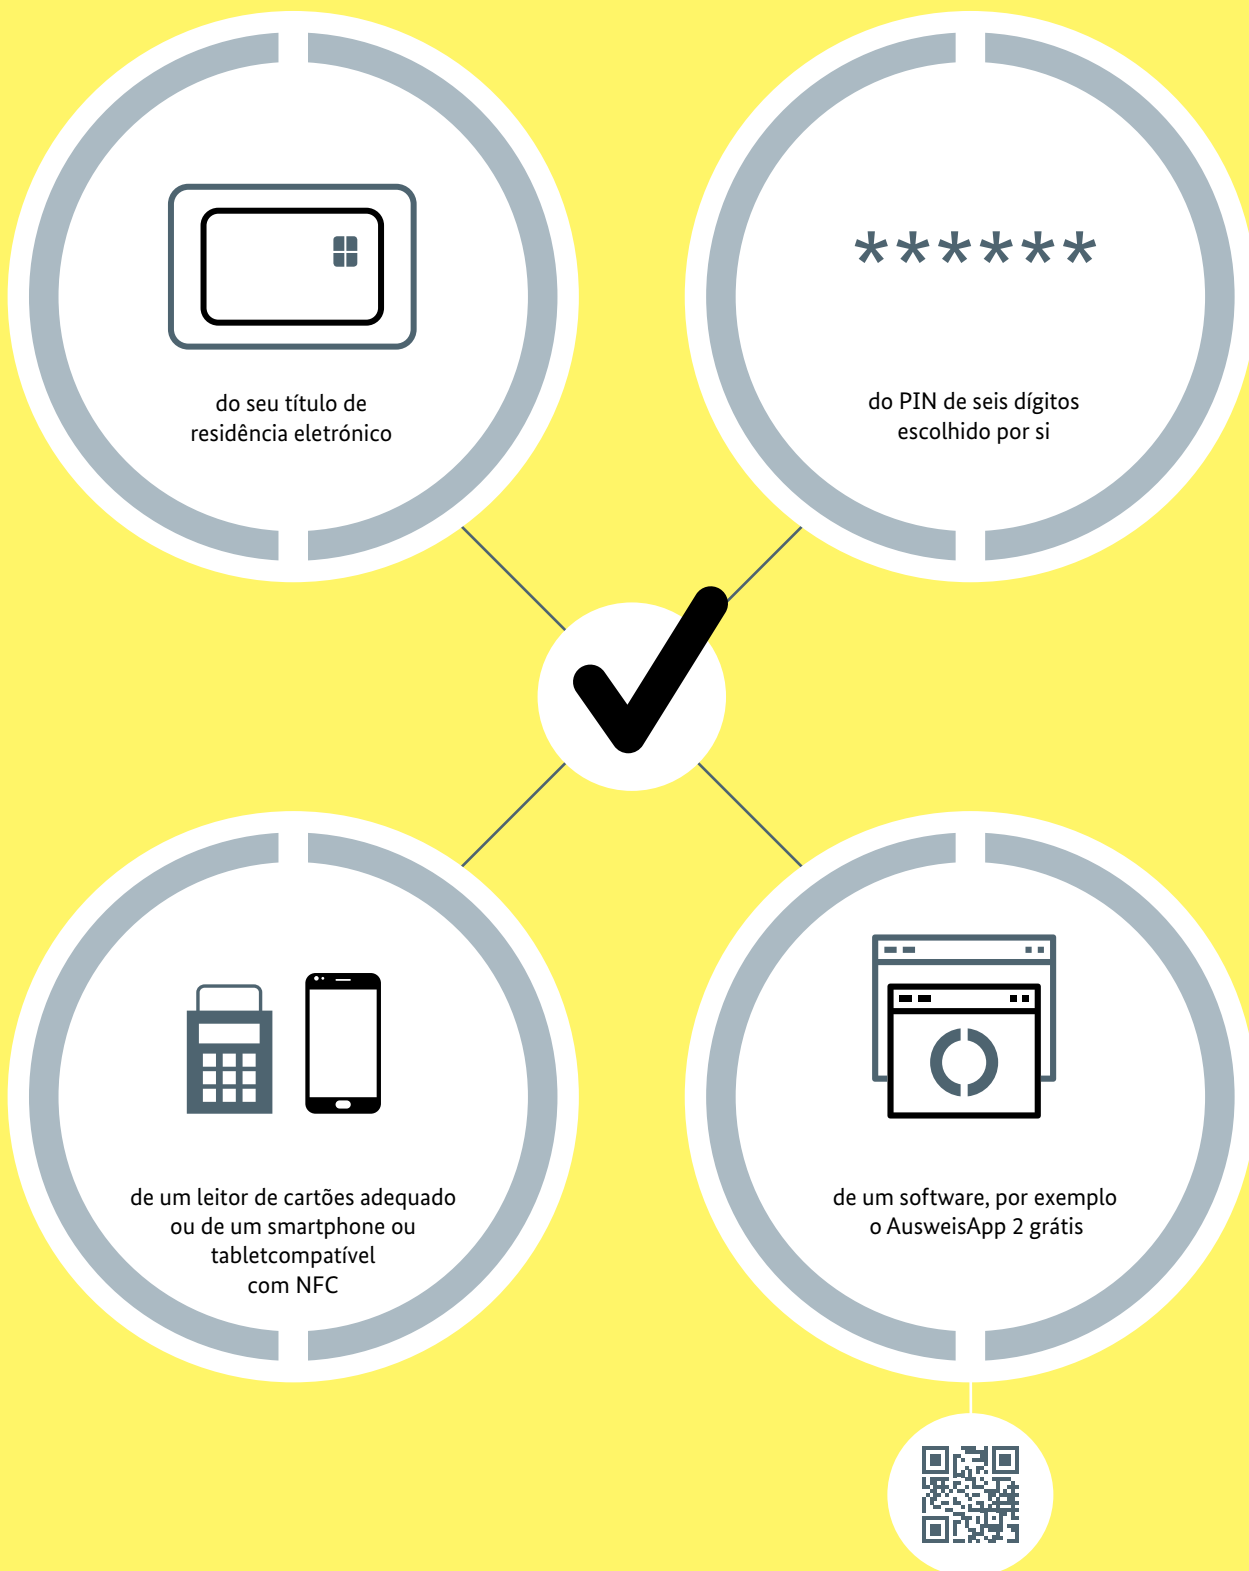 do seu título de
residência eletrónico
******
do PIN de seis dígitos
escolhido por si
de um leitor de cartões adequado
ou de um smartphone ou
tabletcompatível
com NFC
de um software, por exemplo
o AusweisApp 2 grátis